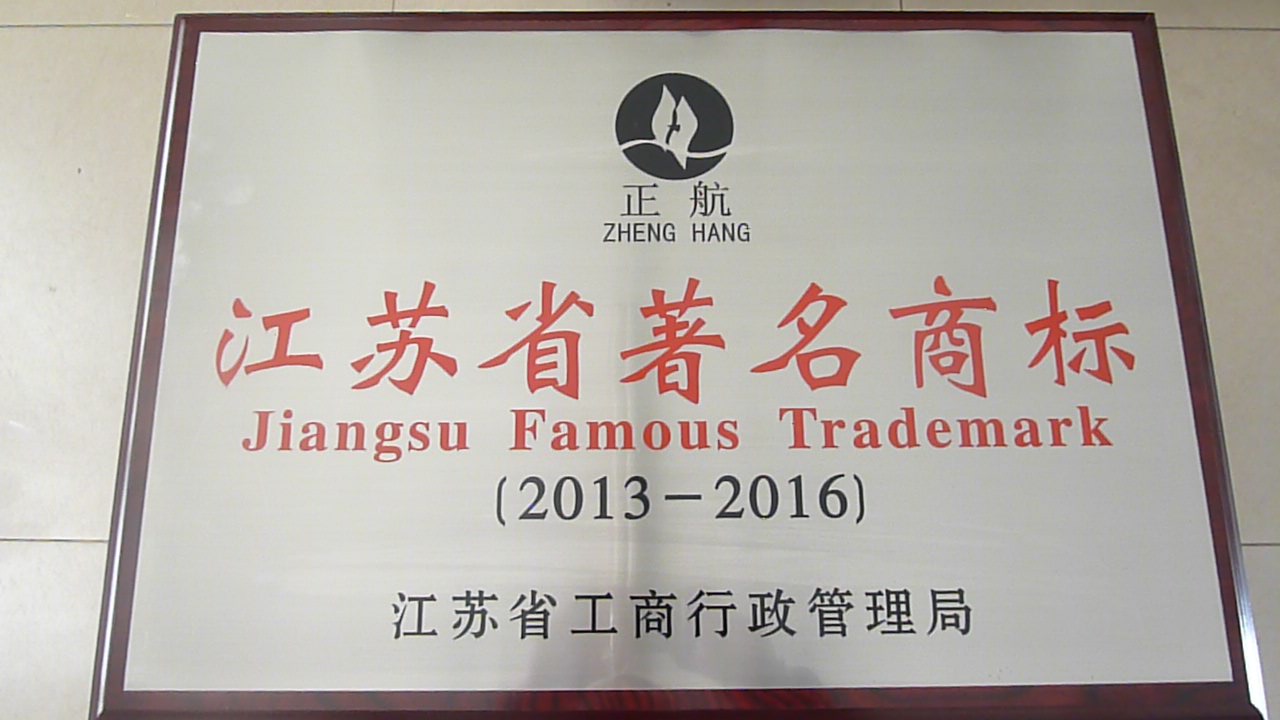 正航
ZHENG HANG
江苏省著名商标
Jiangsu Famous Trademark
(2013-2016)
江苏省工商行政管理局